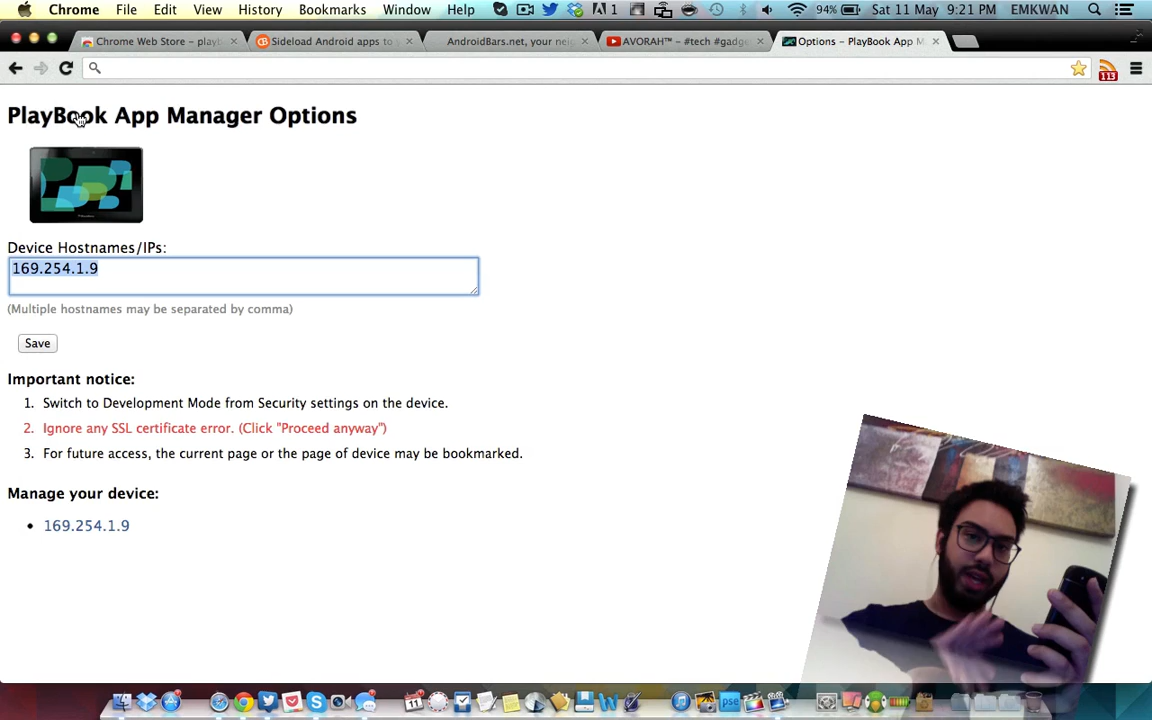 Chrome File Edit View History Bookmarks Window Help 1 94% Sat 11 May 9:21 PM EMKWAN
Chrome Web Store – playb Sideload Android apps to y AndroidBars.net, your nei AVORAH™ – #tech #gadg Options – PlayBook App M
113
PlayBook App Manager Options
Device Hostnames/IPs:
169.254.1.9
(Multiple hostnames may be separated by comma)
Save
Important notice:
1. Switch to Development Mode from Security settings on the device.
2. Ignore any SSL certificate error. (Click "Proceed anyway")
3. For future access, the current page or the page of device may be bookmarked.
Manage your device:
• 169.254.1.9